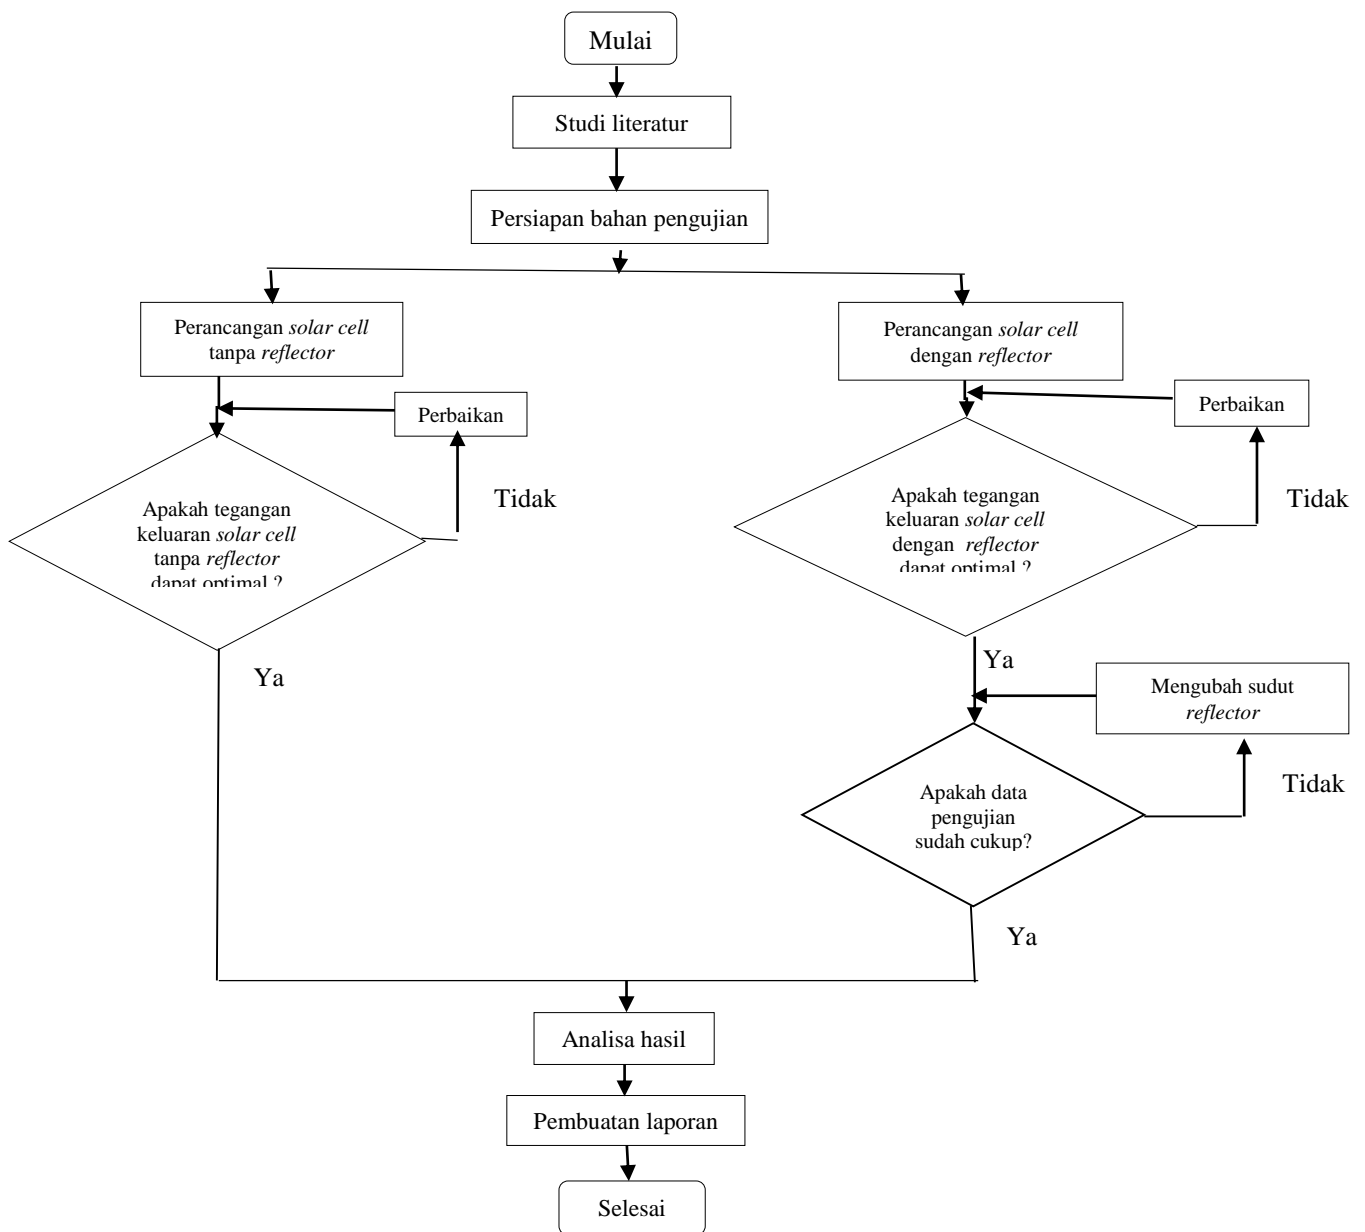 Mulai
Studi literatur
Persiapan bahan pengujian
Perancangan solar cell
tanpa reflector
Perancangan solar cell
dengan reflector
Perbaikan
Perbaikan
Apakah tegangan
keluaran solar cell
tanpa reflector
dapat optimal ?
Tidak
Apakah tegangan
keluaran solar cell
dengan reflector
dapat optimal ?
Tidak
Ya
Ya
Mengubah sudut
reflector
Apakah data
pengujian
sudah cukup?
Tidak
Ya
Analisa hasil
Pembuatan laporan
Selesai